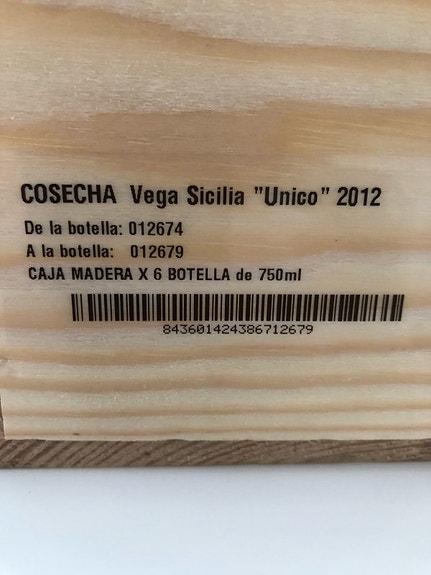 COSECHA Vega Sicilia "Unico" 2012
De la botella: 012674
A la botella: 012679
CAJA MADERA X 6 BOTELLA de 750ml
843601424386712679